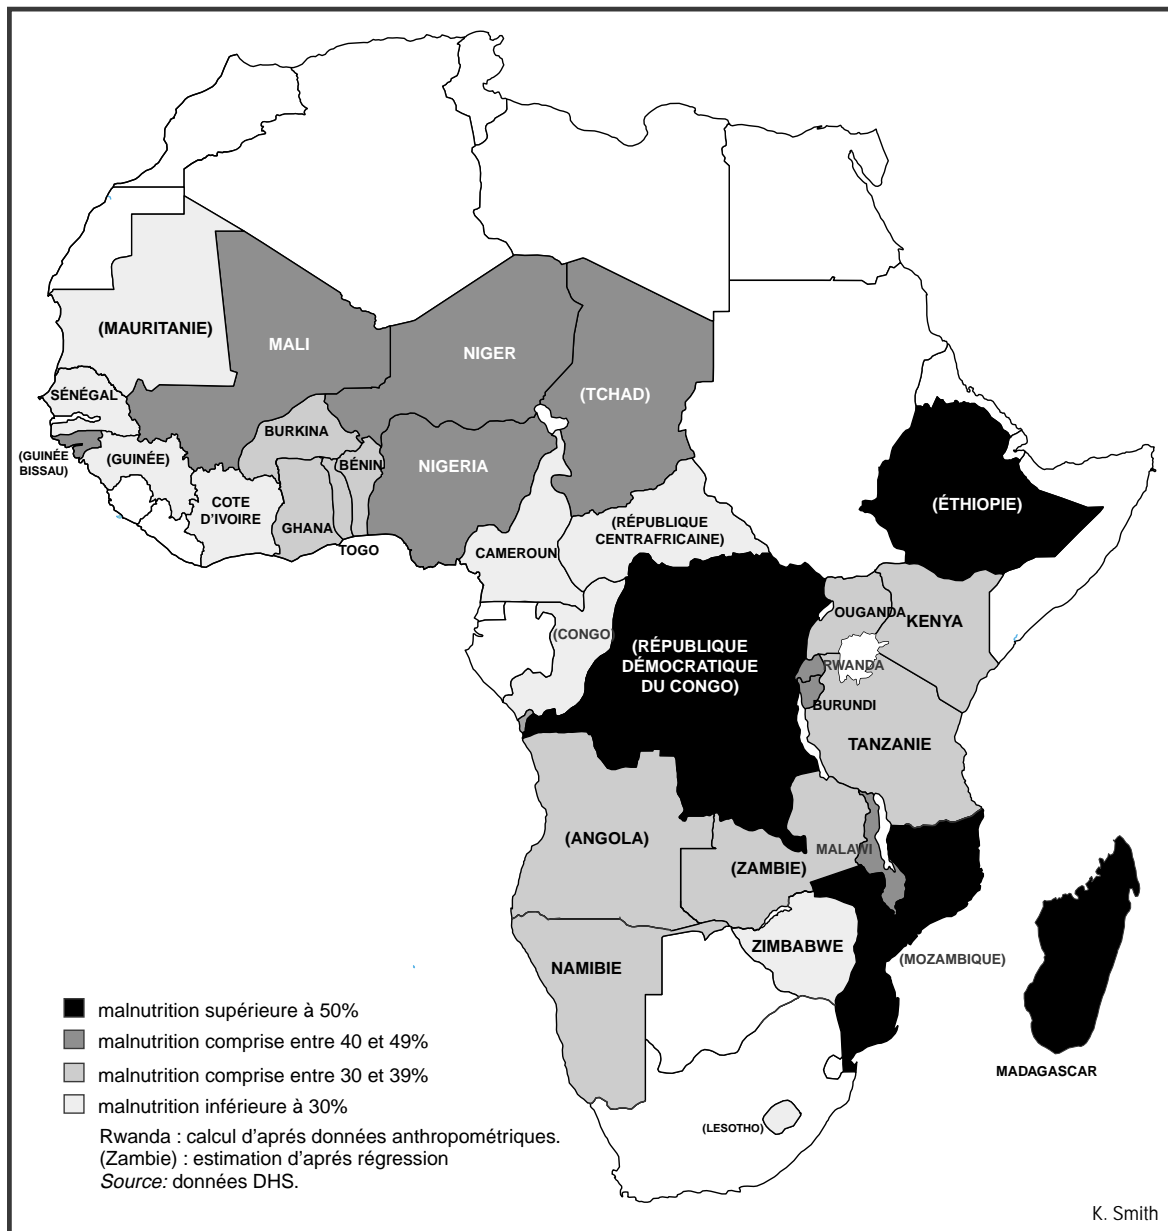 (MAURITANIE)
MALI
NIGER
(TCHAD)
SÉNÉGAL
BURKINA
(GUINÉE
BISSAU)
(GUINÉE)
BÉNIN
NIGERIA
COTE
D'IVOIRE
GHANA
TOGO
CAMEROUN
(RÉPUBLIQUE
CENTRAFRICAINE)
(ÉTHIOPIE)
OUGANDA
KENYA
(CONGO)
(RÉPUBLIQUE
DÉMOCRATIQUE
DU CONGO)
RWANDA
BURUNDI
TANZANIE
(ANGOLA)
MALAWI
(ZAMBIE)
NAMIBIE
ZIMBABWE
(MOZAMBIQUE)
MADAGASCAR
(LESOTHO)
malnutrition supérieure à 50%
malnutrition comprise entre 40 et 49%
malnutrition comprise entre 30 et 39%
malnutrition inférieure à 30%
Rwanda : calcul d'aprés données anthropométriques.
(Zambie) : estimation d'aprés régression
Source: données DHS.
K. Smith